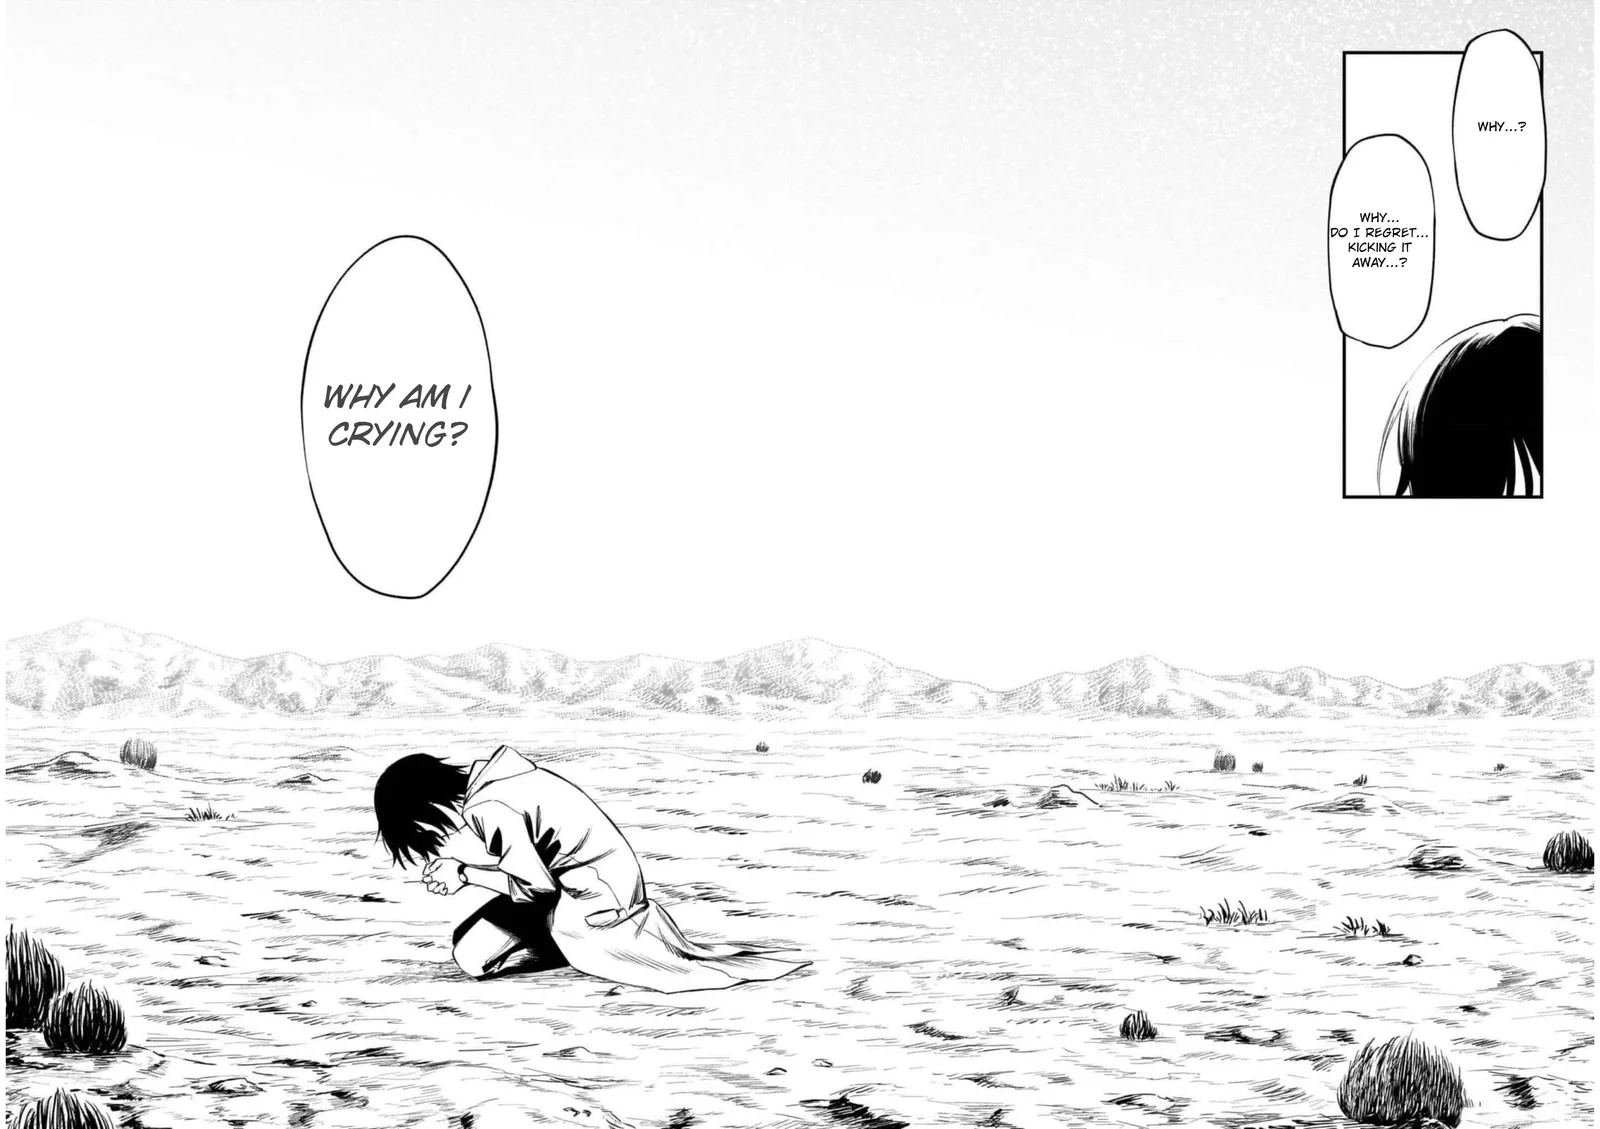 WHY...?
WHY...
DO I REGRET...
KICKING IT
AWAY...?
WHY AM I
CRYING?